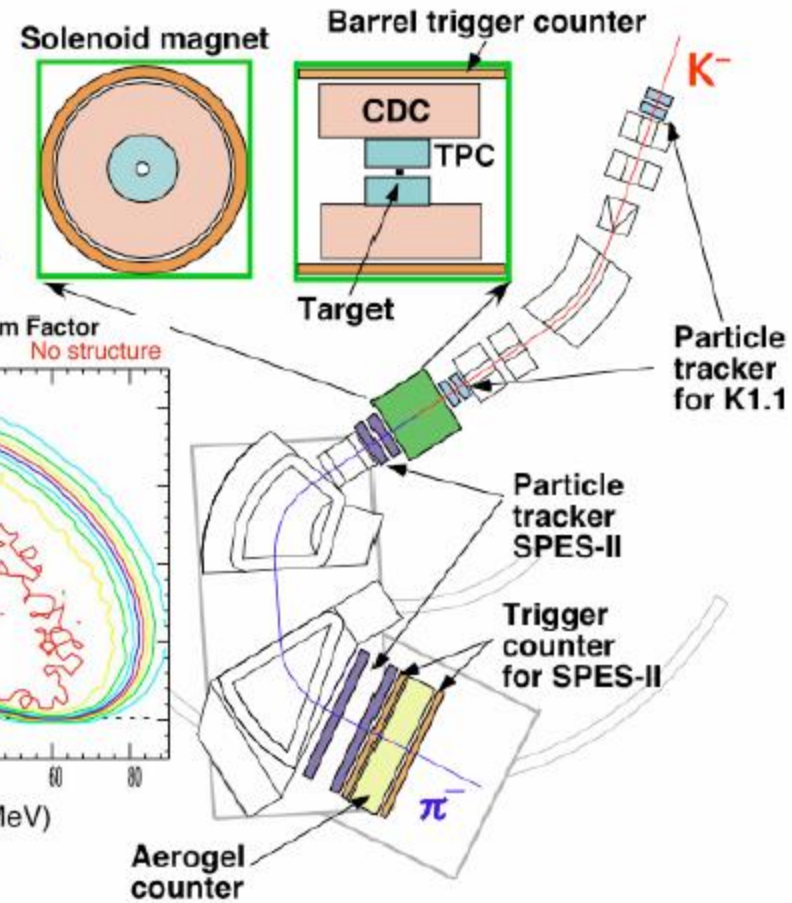 Solenoid magnet
Barrel trigger counter
K⁻
CDC
TPC
Target
m Factor
No structure
Particle
tracker
for K1.1
Particle
tracker
SPES-II
Trigger
counter
for SPES-II
60 80
MeV)
π⁻
Aerogel
counter